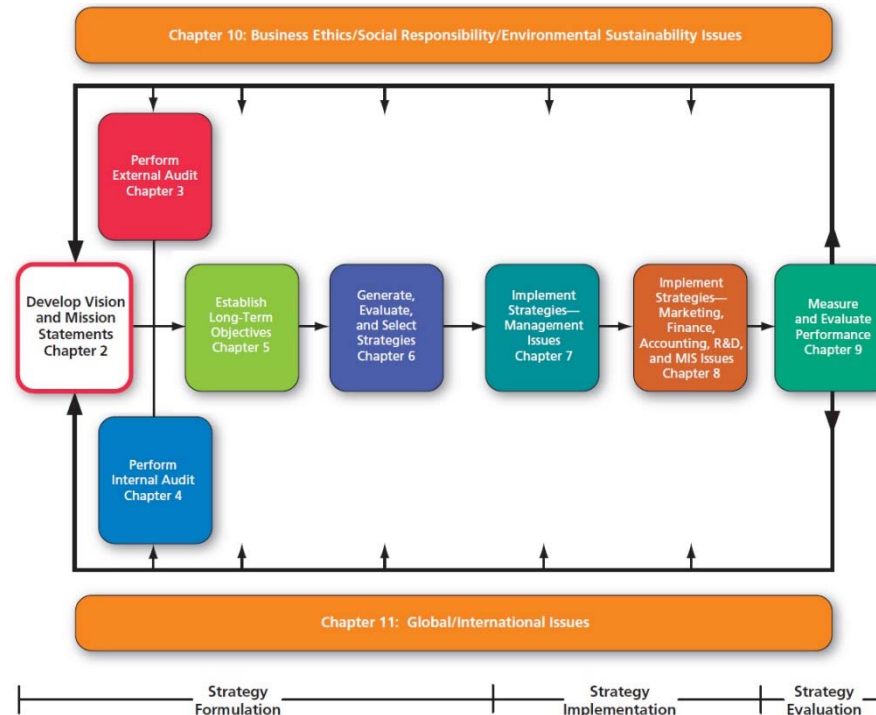 Chapter 10: Business Ethics/Social Responsibility/Environmental Sustainability Issues
Perform
External Audit
Chapter 3
Develop Vision
and Mission
Statements
Chapter 2
Establish
Long-Term
Objectives
Chapter 5
Generate,
Evaluate,
and Select
Strategies
Chapter 6
Implement
Strategies—
Management
Issues
Chapter 7
Implement
Strategies—
Marketing,
Finance,
Accounting, R&D,
and MIS Issues
Chapter 8
Measure
and Evaluate
Performance
Chapter 9
Perform
Internal Audit
Chapter 4
Chapter 11: Global/International Issues
Strategy
Formulation
Strategy
Implementation
Strategy
Evaluation